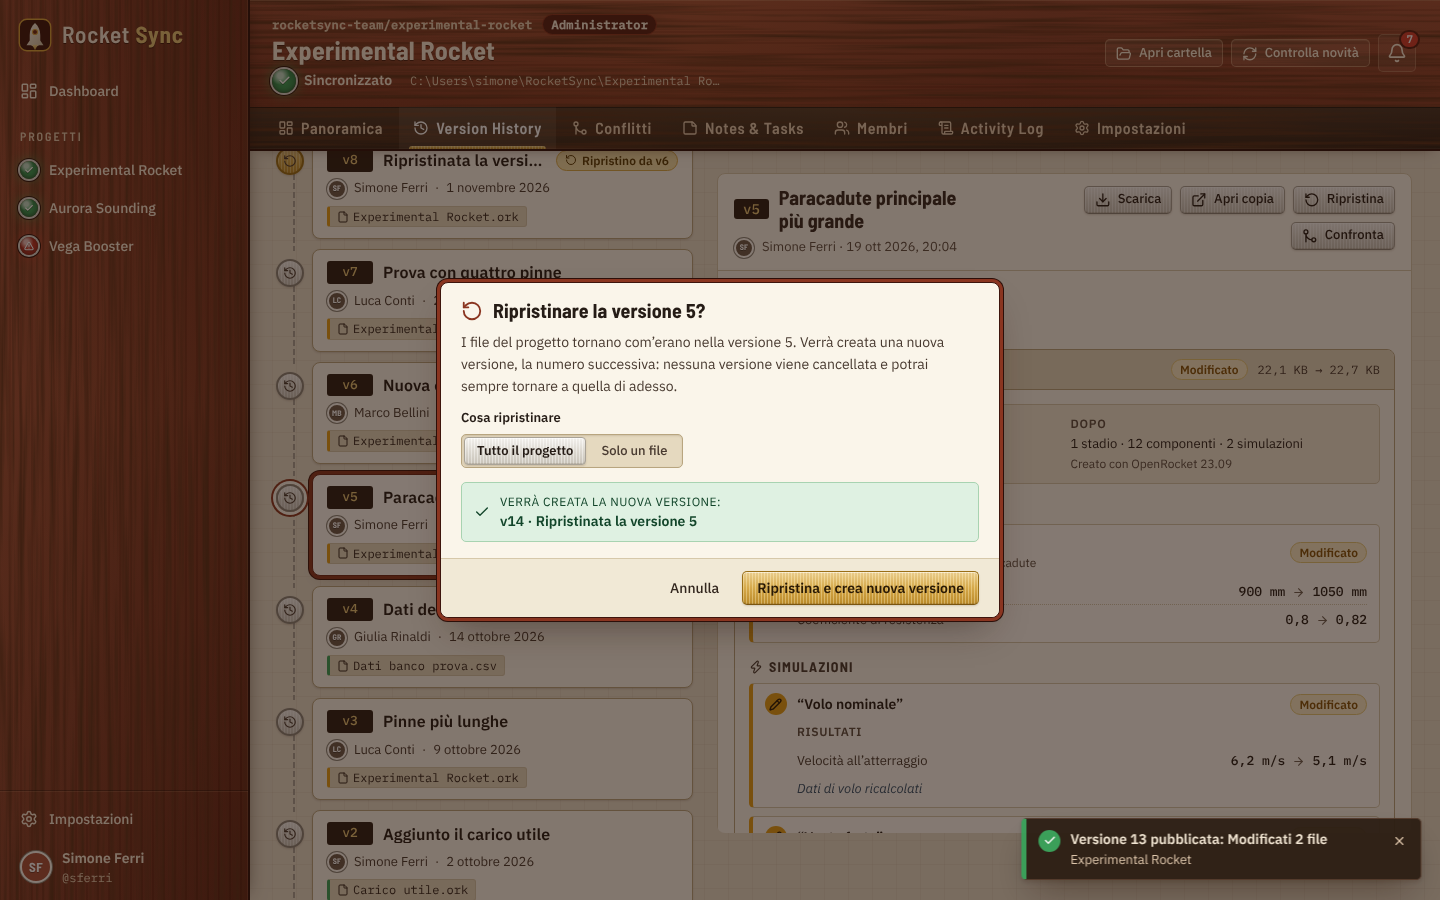 Rocket Sync
Dashboard
PROGETTI
Experimental Rocket
Aurora Sounding
Vega Booster
Impostazioni
SF
Simone Ferri
@sferri
rocketsync-team/experimental-rocket
Administrator
Experimental Rocket
Sincronizzato
C:\Users\simone\RocketSync\Experimental Ro…
Apri cartella
Controlla novità
7
Panoramica
Version History
Conflitti
Notes & Tasks
Membri
Activity Log
Impostazioni
v8
Ripristinata la versi…
Ripristino da v6
SF
Simone Ferri · 1 novembre 2026
Experimental Rocket.ork
v7
Prova con quattro pinne
LC
Luca Conti ·
Experimental
v6
Nuova
MB
Marco Bellini
Experimental
v5
SF
Simone Ferri
Experimental
v4
Dati de
GR
Giulia Rinaldi · 14 ottobre 2026
Dati banco prova.csv
v3
Pinne più lunghe
LC
Luca Conti · 9 ottobre 2026
Experimental Rocket.ork
v2
Aggiunto il carico utile
SF
Simone Ferri · 2 ottobre 2026
Carico utile.ork
v5
Paracadute principale
più grande
SF
Simone Ferri · 19 ott 2026, 20:04
Scarica
Apri copia
Ripristina
Confronta
Modificato
22,1 KB → 22,7 KB
DOPO
1 stadio · 12 componenti · 2 simulazioni
Creato con OpenRocket 23.09
Modificato
900 mm → 1050 mm
0,8 → 0,82
SIMULAZIONI
“Volo nominale”
Modificato
RISULTATI
Velocità all’atterraggio
6,2 m/s → 5,1 m/s
Dati di volo ricalcolati
Ripristinare la versione 5?
I file del progetto tornano com’erano nella versione 5. Verrà creata una nuova
versione, la numero successiva: nessuna versione viene cancellata e potrai
sempre tornare a quella di adesso.
Cosa ripristinare
Tutto il progetto
Solo un file
VERRÀ CREATA LA NUOVA VERSIONE:
v14 · Ripristinata la versione 5
Annulla
Ripristina e crea nuova versione
Versione 13 pubblicata: Modificati 2 file
Experimental Rocket